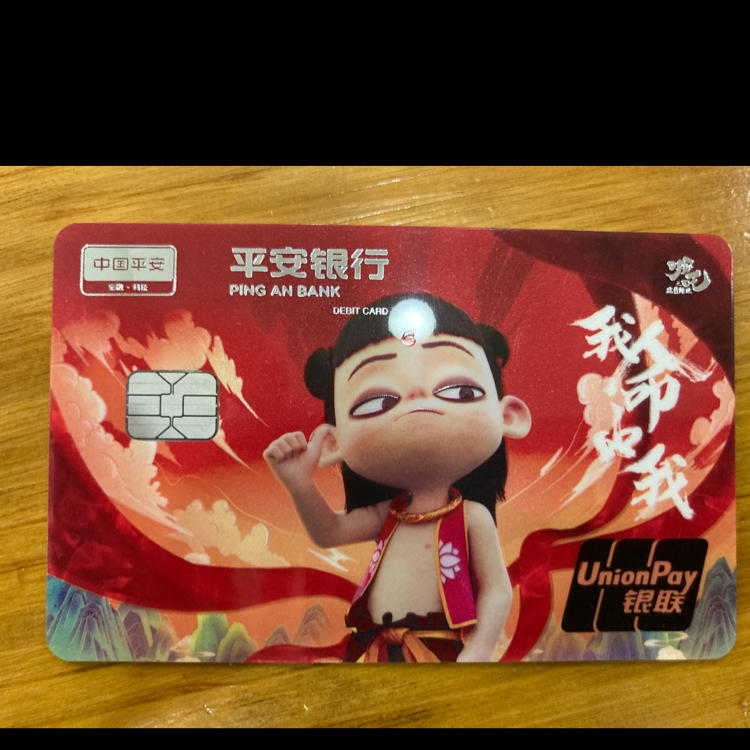 中国平安
金融·科技
平安银行
PING AN BANK
DEBIT CARD
我命由我
UnionPay
银联